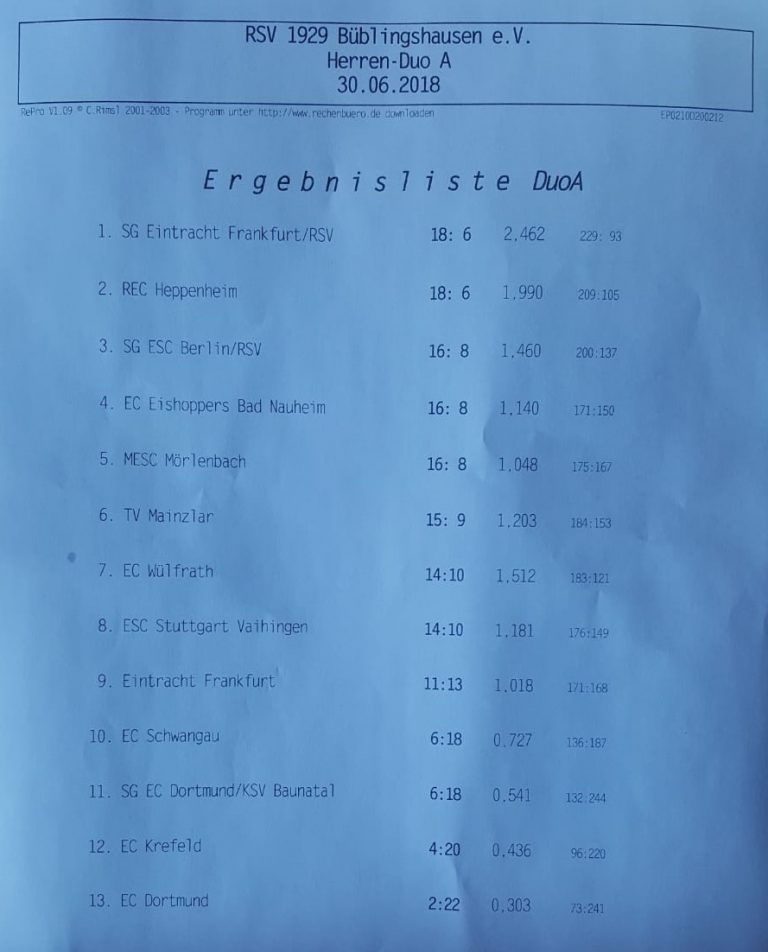 RSV 1929 Büblingshausen e.V.
Herren-Duo A
30.06.2018
RePro V1.09 © C.Rimsl 2001-2003 - Programm unter http://www.rechenbuero.de downloaden EP02100200212
Ergebnisliste DuoA
1. SG Eintracht Frankfurt/RSV 18: 6 2,462 229: 93
2. REC Heppenheim 18: 6 1,990 209:105
3. SG ESC Berlin/RSV 16: 8 1,460 200:137
4. EC Eishoppers Bad Nauheim 16: 8 1,140 171:150
5. MESC Mörlenbach 16: 8 1,048 175:167
6. TV Mainzlar 15: 9 1,203 184:153
7. EC Wülfrath 14:10 1,512 183:121
8. ESC Stuttgart Vaihingen 14:10 1,181 176:149
9. Eintracht Frankfurt 11:13 1,018 171:168
10. EC Schwangau 6:18 0,727 136:187
11. SG EC Dortmund/KSV Baunatal 6:18 0,541 132:244
12. EC Krefeld 4:20 0,436 96:220
13. EC Dortmund 2:22 0,303 73:241